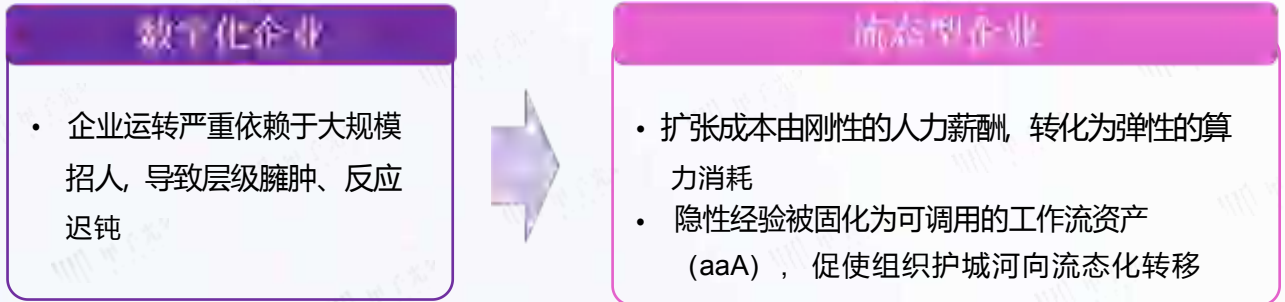 数字化企业
• 企业运转严重依赖于大规模
招人, 导致层级臃肿、反应
迟钝
流态型企业
• 扩张成本由刚性的人力薪酬, 转化为弹性的算
力消耗
• 隐性经验被固化为可调用的工作流资产
(aaA) , 促使组织护城河向流态化转移